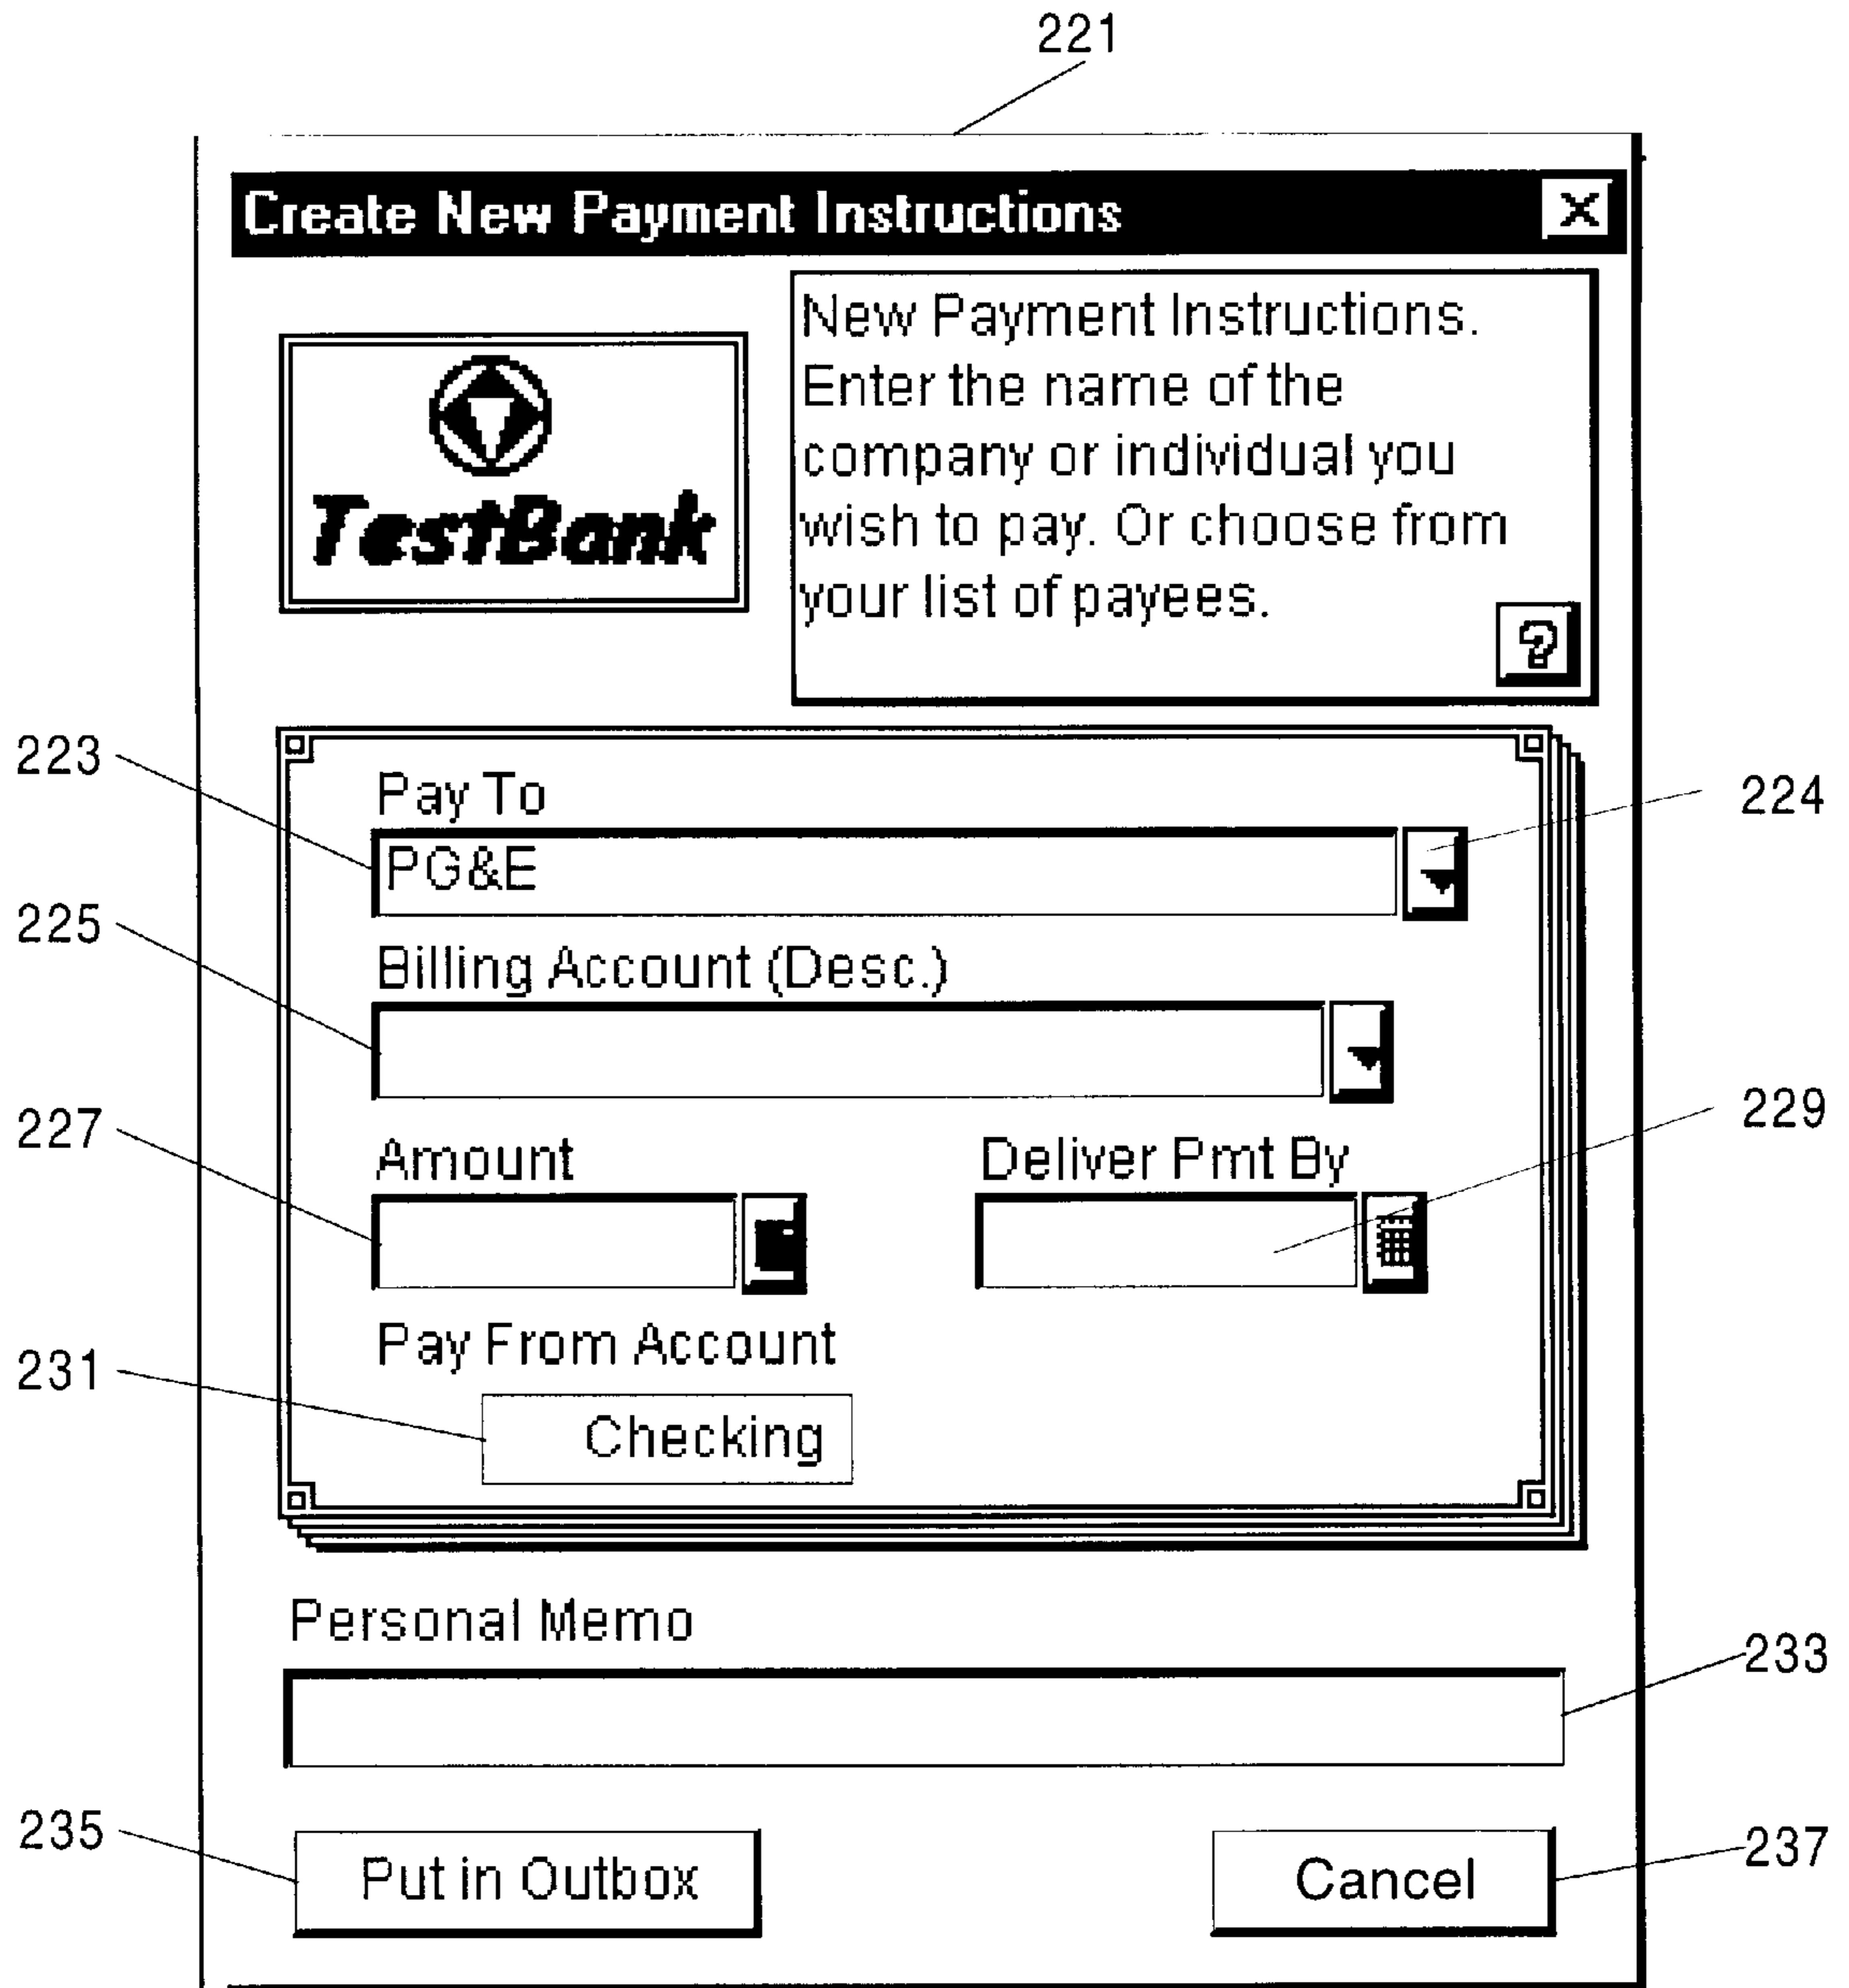 221
Create New Payment Instructions
X
TestBank
New Payment Instructions.
Enter the name of the
company or individual you
wish to pay. Or choose from
your list of payees.
?
223
Pay To
224
PG&E
225
Billing Account (Desc.)
227
229
Amount
Deliver Pmt By
231
Pay From Account
Checking
Personal Memo
233
235
Put in Outbox
Cancel
237